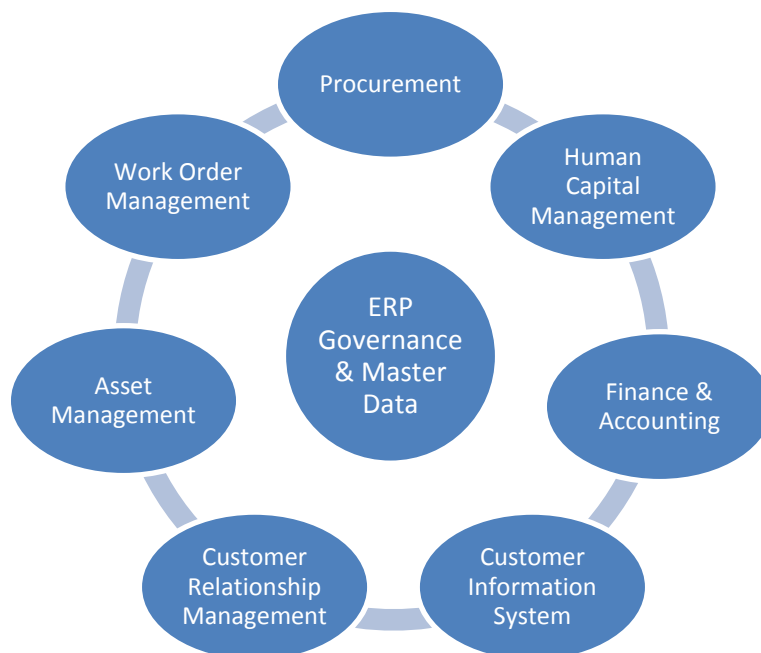 Procurement
Human
Capital
Management
Finance &
Accounting
Customer
Information
System
Customer
Relationship
Management
Asset
Management
Work Order
Management
ERP
Governance
& Master
Data